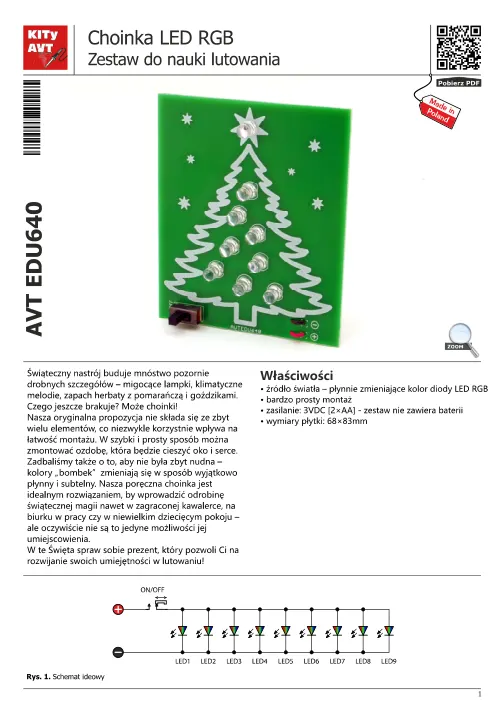 KITy
AVT
Choinka LED RGB
Zestaw do nauki lutowania
Pobierz PDF
Made in
Poland
AVT EDU640
AVTEDU640
ZOOM
Świąteczny nastrój buduje mnóstwo pozornie
drobnych szczegółów – migocące lampki, klimatyczne
melodie, zapach herbaty z pomarańczą i goździkami.
Czego jeszcze brakuje? Może choinki!
Nasza oryginalna propozycja nie składa się ze zbyt
wielu elementów, co niezwykle korzystnie wpływa na
łatwość montażu. W szybki i prosty sposób można
zmontować ozdobę, która będzie cieszyć oko i serce.
Zadbaliśmy także o to, aby nie była zbyt nudna –
kolory „bombek” zmieniają się w sposób wyjątkowo
płynny i subtelny. Nasza poręczna choinka jest
idealnym rozwiązaniem, by wprowadzić odrobinę
świątecznej magii nawet w zagraconej kawalerce, na
biurku w pracy czy w niewielkim dziecięcym pokoju –
ale oczywiście nie są to jedyne możliwości jej
umiejscowienia.
W te Święta spraw sobie prezent, który pozwoli Ci na
rozwijanie swoich umiejętności w lutowaniu!
Właściwości
• źródło światła – płynnie zmieniające kolor diody LED RGB
• bardzo prosty montaż
• zasilanie: 3VDC [2×AA] - zestaw nie zawiera baterii
• wymiary płytki: 68×83mm
ON/OFF
LED1 LED2 LED3 LED4 LED5 LED6 LED7 LED8 LED9
Rys. 1. Schemat ideowy
1